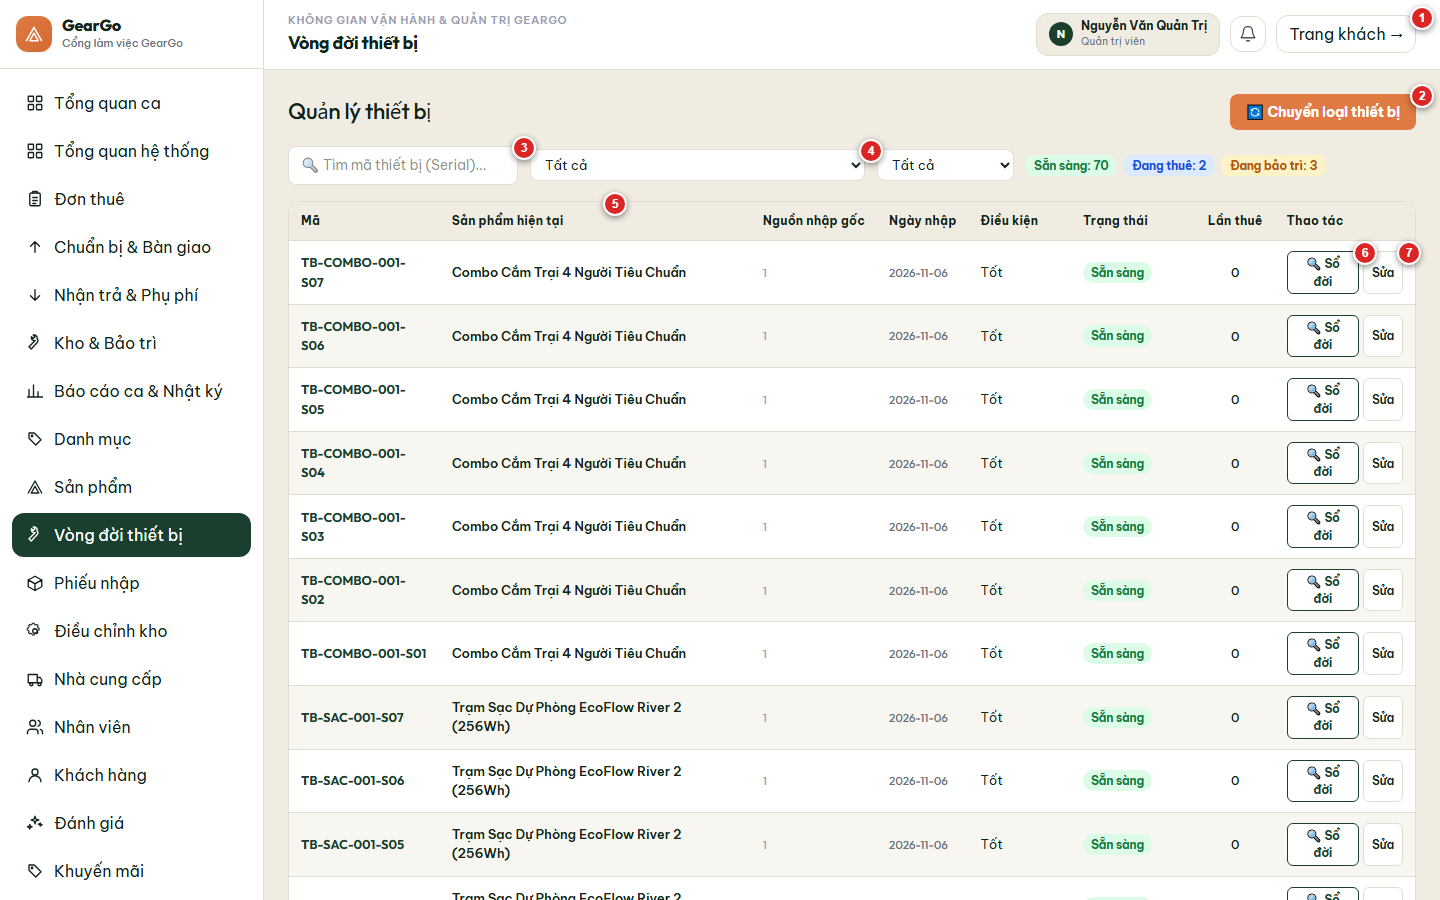 GearGo
Cổng làm việc GearGo
KHÔNG GIAN VẬN HÀNH & QUẢN TRỊ GEARGO
Vòng đời thiết bị
N
Nguyễn Văn Quản Trị
Quản trị viên
Trang khách →
1
Tổng quan ca
Tổng quan hệ thống
Đơn thuê
Chuẩn bị & Bàn giao
Nhận trả & Phụ phí
Kho & Bảo trì
Báo cáo ca & Nhật ký
Danh mục
Sản phẩm
Vòng đời thiết bị
Phiếu nhập
Điều chỉnh kho
Nhà cung cấp
Nhân viên
Khách hàng
Đánh giá
Khuyến mãi
Quản lý thiết bị
Chuyển loại thiết bị
2
Tìm mã thiết bị (Serial)...
3
Tất cả
4
Tất cả
Sẵn sàng: 70
Đang thuê: 2
Đang bảo trì: 3
5
Mã Sản phẩm hiện tại Nguồn nhập gốc Ngày nhập Điều kiện Trạng thái Lần thuê Thao tác
6
7
TB-COMBO-001-
S07
Combo Cắm Trại 4 Người Tiêu Chuẩn 1 2026-11-06 Tốt Sẵn sàng 0
Sổ
đời
Sửa
TB-COMBO-001-
S06
Combo Cắm Trại 4 Người Tiêu Chuẩn 1 2026-11-06 Tốt Sẵn sàng 0
Sổ
đời
Sửa
TB-COMBO-001-
S05
Combo Cắm Trại 4 Người Tiêu Chuẩn 1 2026-11-06 Tốt Sẵn sàng 0
Sổ
đời
Sửa
TB-COMBO-001-
S04
Combo Cắm Trại 4 Người Tiêu Chuẩn 1 2026-11-06 Tốt Sẵn sàng 0
Sổ
đời
Sửa
TB-COMBO-001-
S03
Combo Cắm Trại 4 Người Tiêu Chuẩn 1 2026-11-06 Tốt Sẵn sàng 0
Sổ
đời
Sửa
TB-COMBO-001-
S02
Combo Cắm Trại 4 Người Tiêu Chuẩn 1 2026-11-06 Tốt Sẵn sàng 0
Sổ
đời
Sửa
TB-COMBO-001-S01 Combo Cắm Trại 4 Người Tiêu Chuẩn 1 2026-11-06 Tốt Sẵn sàng 0
Sổ
đời
Sửa
TB-SAC-001-S07
Trạm Sạc Dự Phòng EcoFlow River 2
(256Wh)
1 2026-11-06 Tốt Sẵn sàng 0
Sổ
đời
Sửa
TB-SAC-001-S06
Trạm Sạc Dự Phòng EcoFlow River 2
(256Wh)
1 2026-11-06 Tốt Sẵn sàng 0
Sổ
đời
Sửa
TB-SAC-001-S05
Trạm Sạc Dự Phòng EcoFlow River 2
(256Wh)
1 2026-11-06 Tốt Sẵn sàng 0
Sổ
đời
Sửa
Trạm Sạc Dự Phòng EcoFlow River 2
Sổ